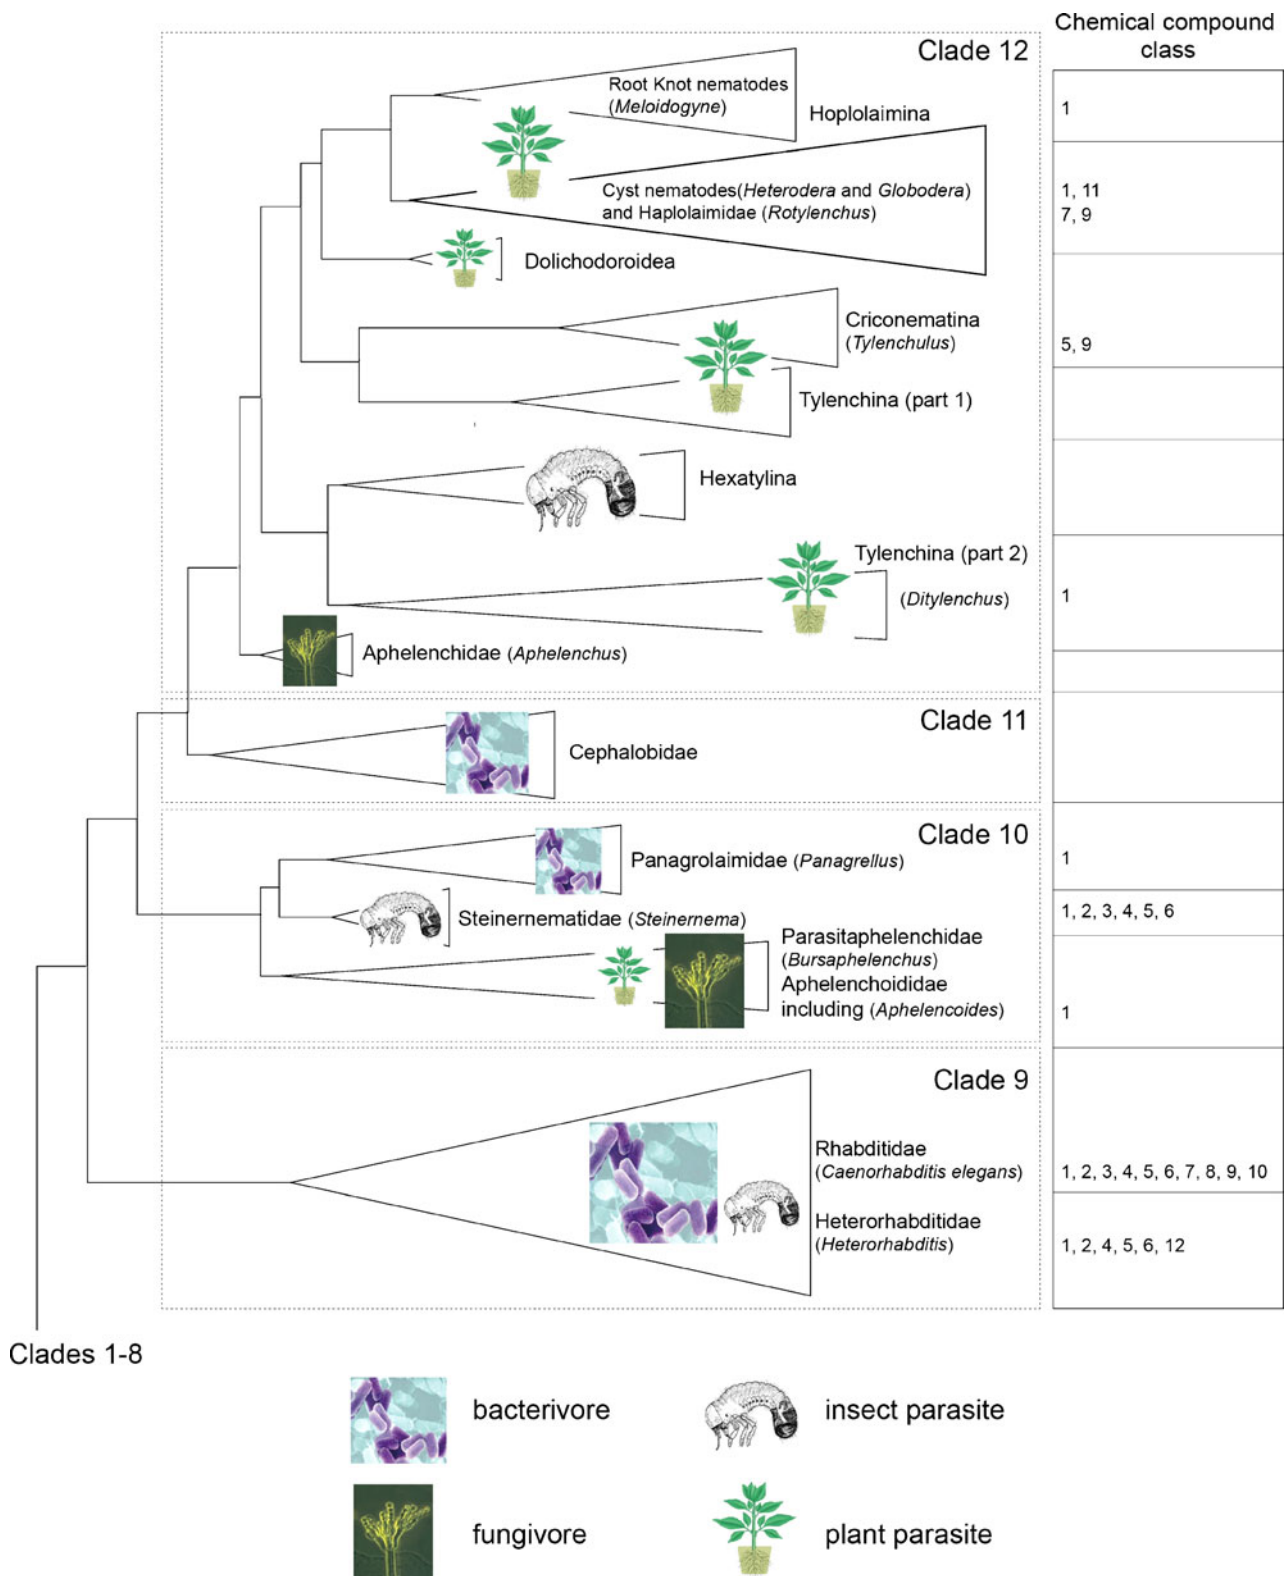 Chemical compound
class
Clade 12
Root Knot nematodes
(Meloidogyne)
Hoplolaimina
1
Cyst nematodes(Heterodera and Globodera)
and Haplolaimidae (Rotylenchus)
1, 11
7, 9
Dolichodoroidea
Criconematina
(Tylenchulus)
5, 9
Tylenchina (part 1)
Hexatylina
Tylenchina (part 2)
(Ditylenchus)
1
Aphelenchidae (Aphelenchus)
Clade 11
Cephalobidae
Clade 10
Panagrolaimidae (Panagrellus)
1
Steinernematidae (Steinernema)
1, 2, 3, 4, 5, 6
Parasitaphelenchidae
(Bursaphelenchus)
Aphelenchoididae
including (Aphelencoides)
1
Clade 9
Rhabditidae
(Caenorhabditis elegans)
1, 2, 3, 4, 5, 6, 7, 8, 9, 10
Heterorhabditidae
(Heterorhabditis)
1, 2, 4, 5, 6, 12
Clades 1-8
bacterivore
insect parasite
fungivore
plant parasite